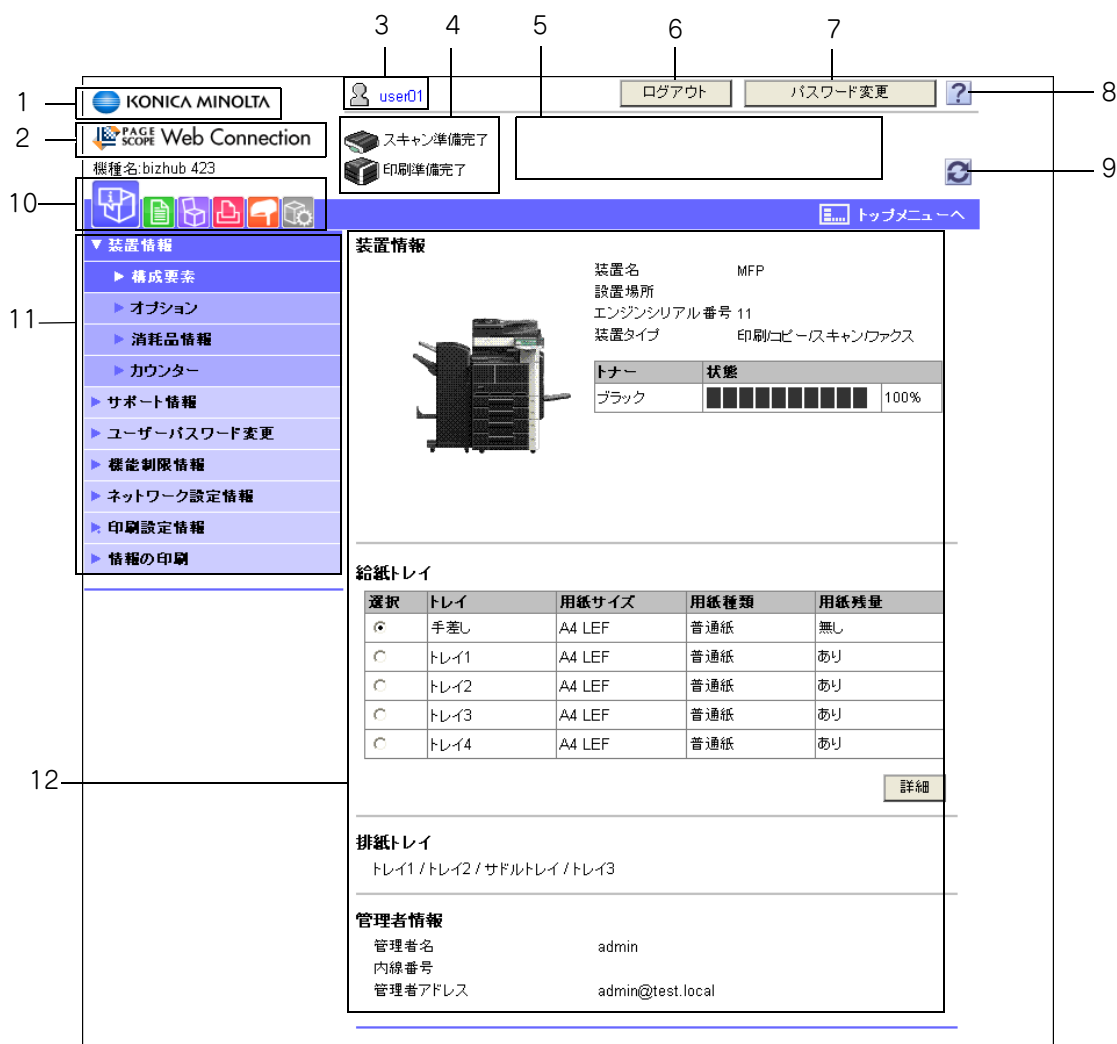 3 4 5 6 7
1 KONICA MINOLTA user01 ログアウト パスワード変更 ? 8
2 PAGE SCOPE Web Connection スキャン準備完了
機種名:bizhub 423 印刷準備完了 9
10 トップメニューへ
11
▼装置情報
▶構成要素
▶オプション
▶消耗品情報
▶カウンター
▶サポート情報
▶ユーザーパスワード変更
▶機能制限情報
▶ネットワーク設定情報
▶印刷設定情報
▶情報の印刷
12
装置情報
装置名 MFP
設置場所
エンジンシリアル番号 11
装置タイプ 印刷/コピー/スキャン/ファクス
トナー 状態
ブラック 100%
給紙トレイ
選択 トレイ 用紙サイズ 用紙種類 用紙残量
手差し A4 LEF 普通紙 無し
トレイ1 A4 LEF 普通紙 あり
トレイ2 A4 LEF 普通紙 あり
トレイ3 A4 LEF 普通紙 あり
トレイ4 A4 LEF 普通紙 あり
詳細
排紙トレイ
トレイ1 / トレイ2 / サドルトレイ / トレイ3
管理者情報
管理者名 admin
内線番号
管理者アドレス admin@test.local